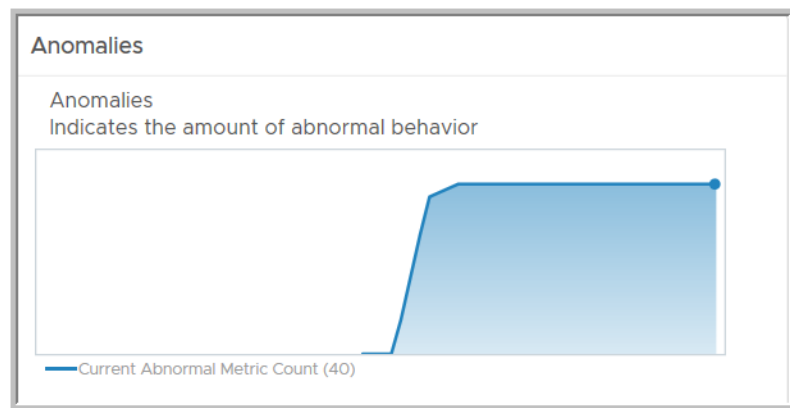 Anomalies
Anomalies
Indicates the amount of abnormal behavior
Current Abnormal Metric Count (40)